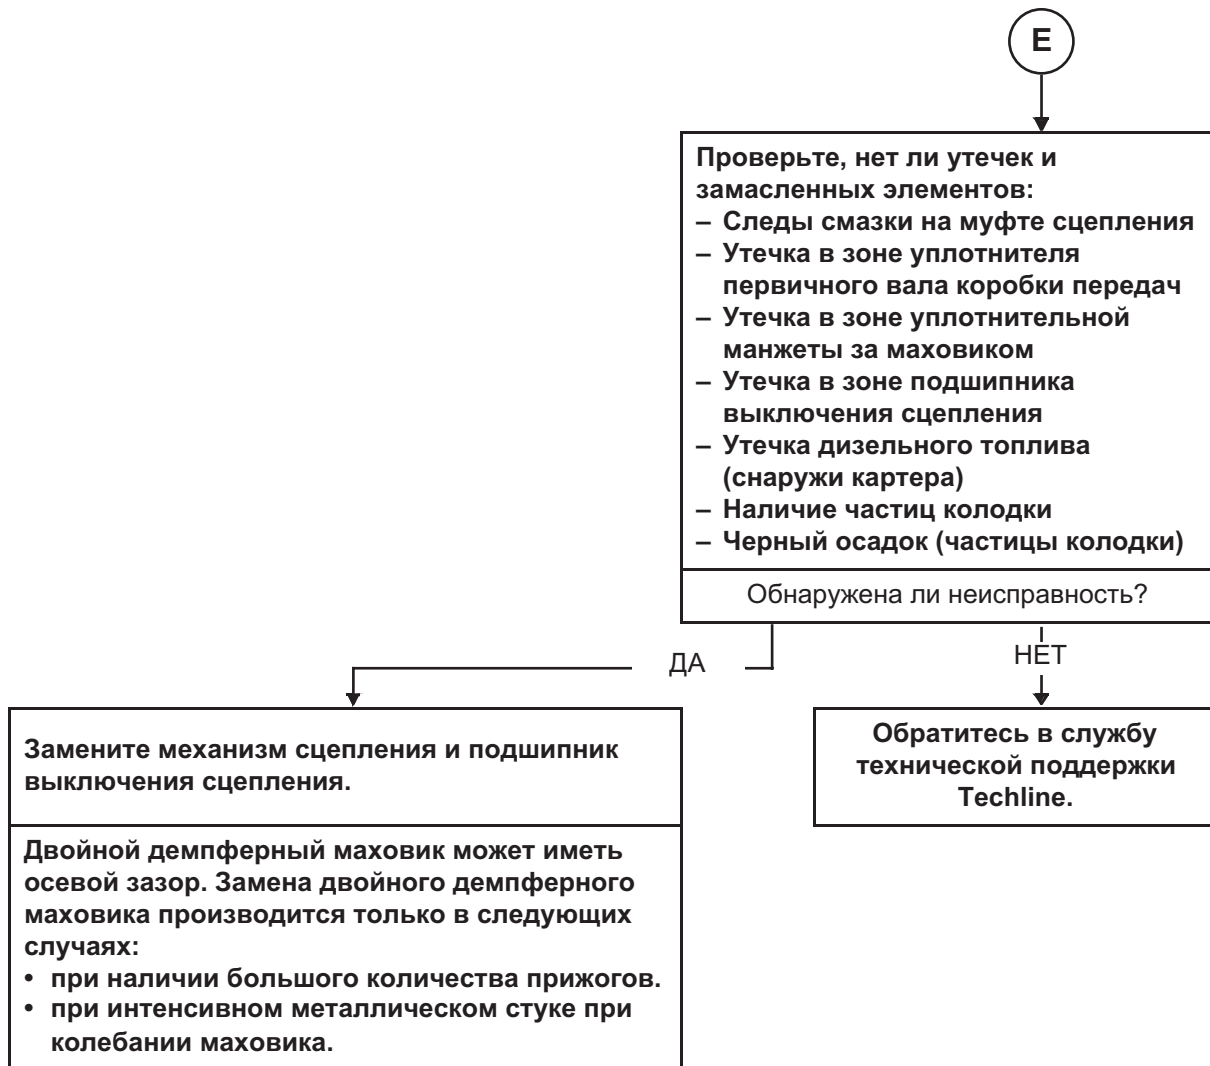 E
Проверьте, нет ли утечек и
замасленных элементов:
– Следы смазки на муфте сцепления
– Утечка в зоне уплотнителя
первичного вала коробки передач
– Утечка в зоне уплотнительной
манжеты за маховиком
– Утечка в зоне подшипника
выключения сцепления
– Утечка дизельного топлива
(снаружи картера)
– Наличие частиц колодки
– Черный осадок (частицы колодки)
Обнаружена ли неисправность?
ДА
НЕТ
Замените механизм сцепления и подшипник
выключения сцепления.
Двойной демпферный маховик может иметь
осевой зазор. Замена двойного демпферного
маховика производится только в следующих
случаях:
• при наличии большого количества прижогов.
• при интенсивном металлическом стуке при
колебании маховика.
Обратитесь в службу
технической поддержки
Techline.